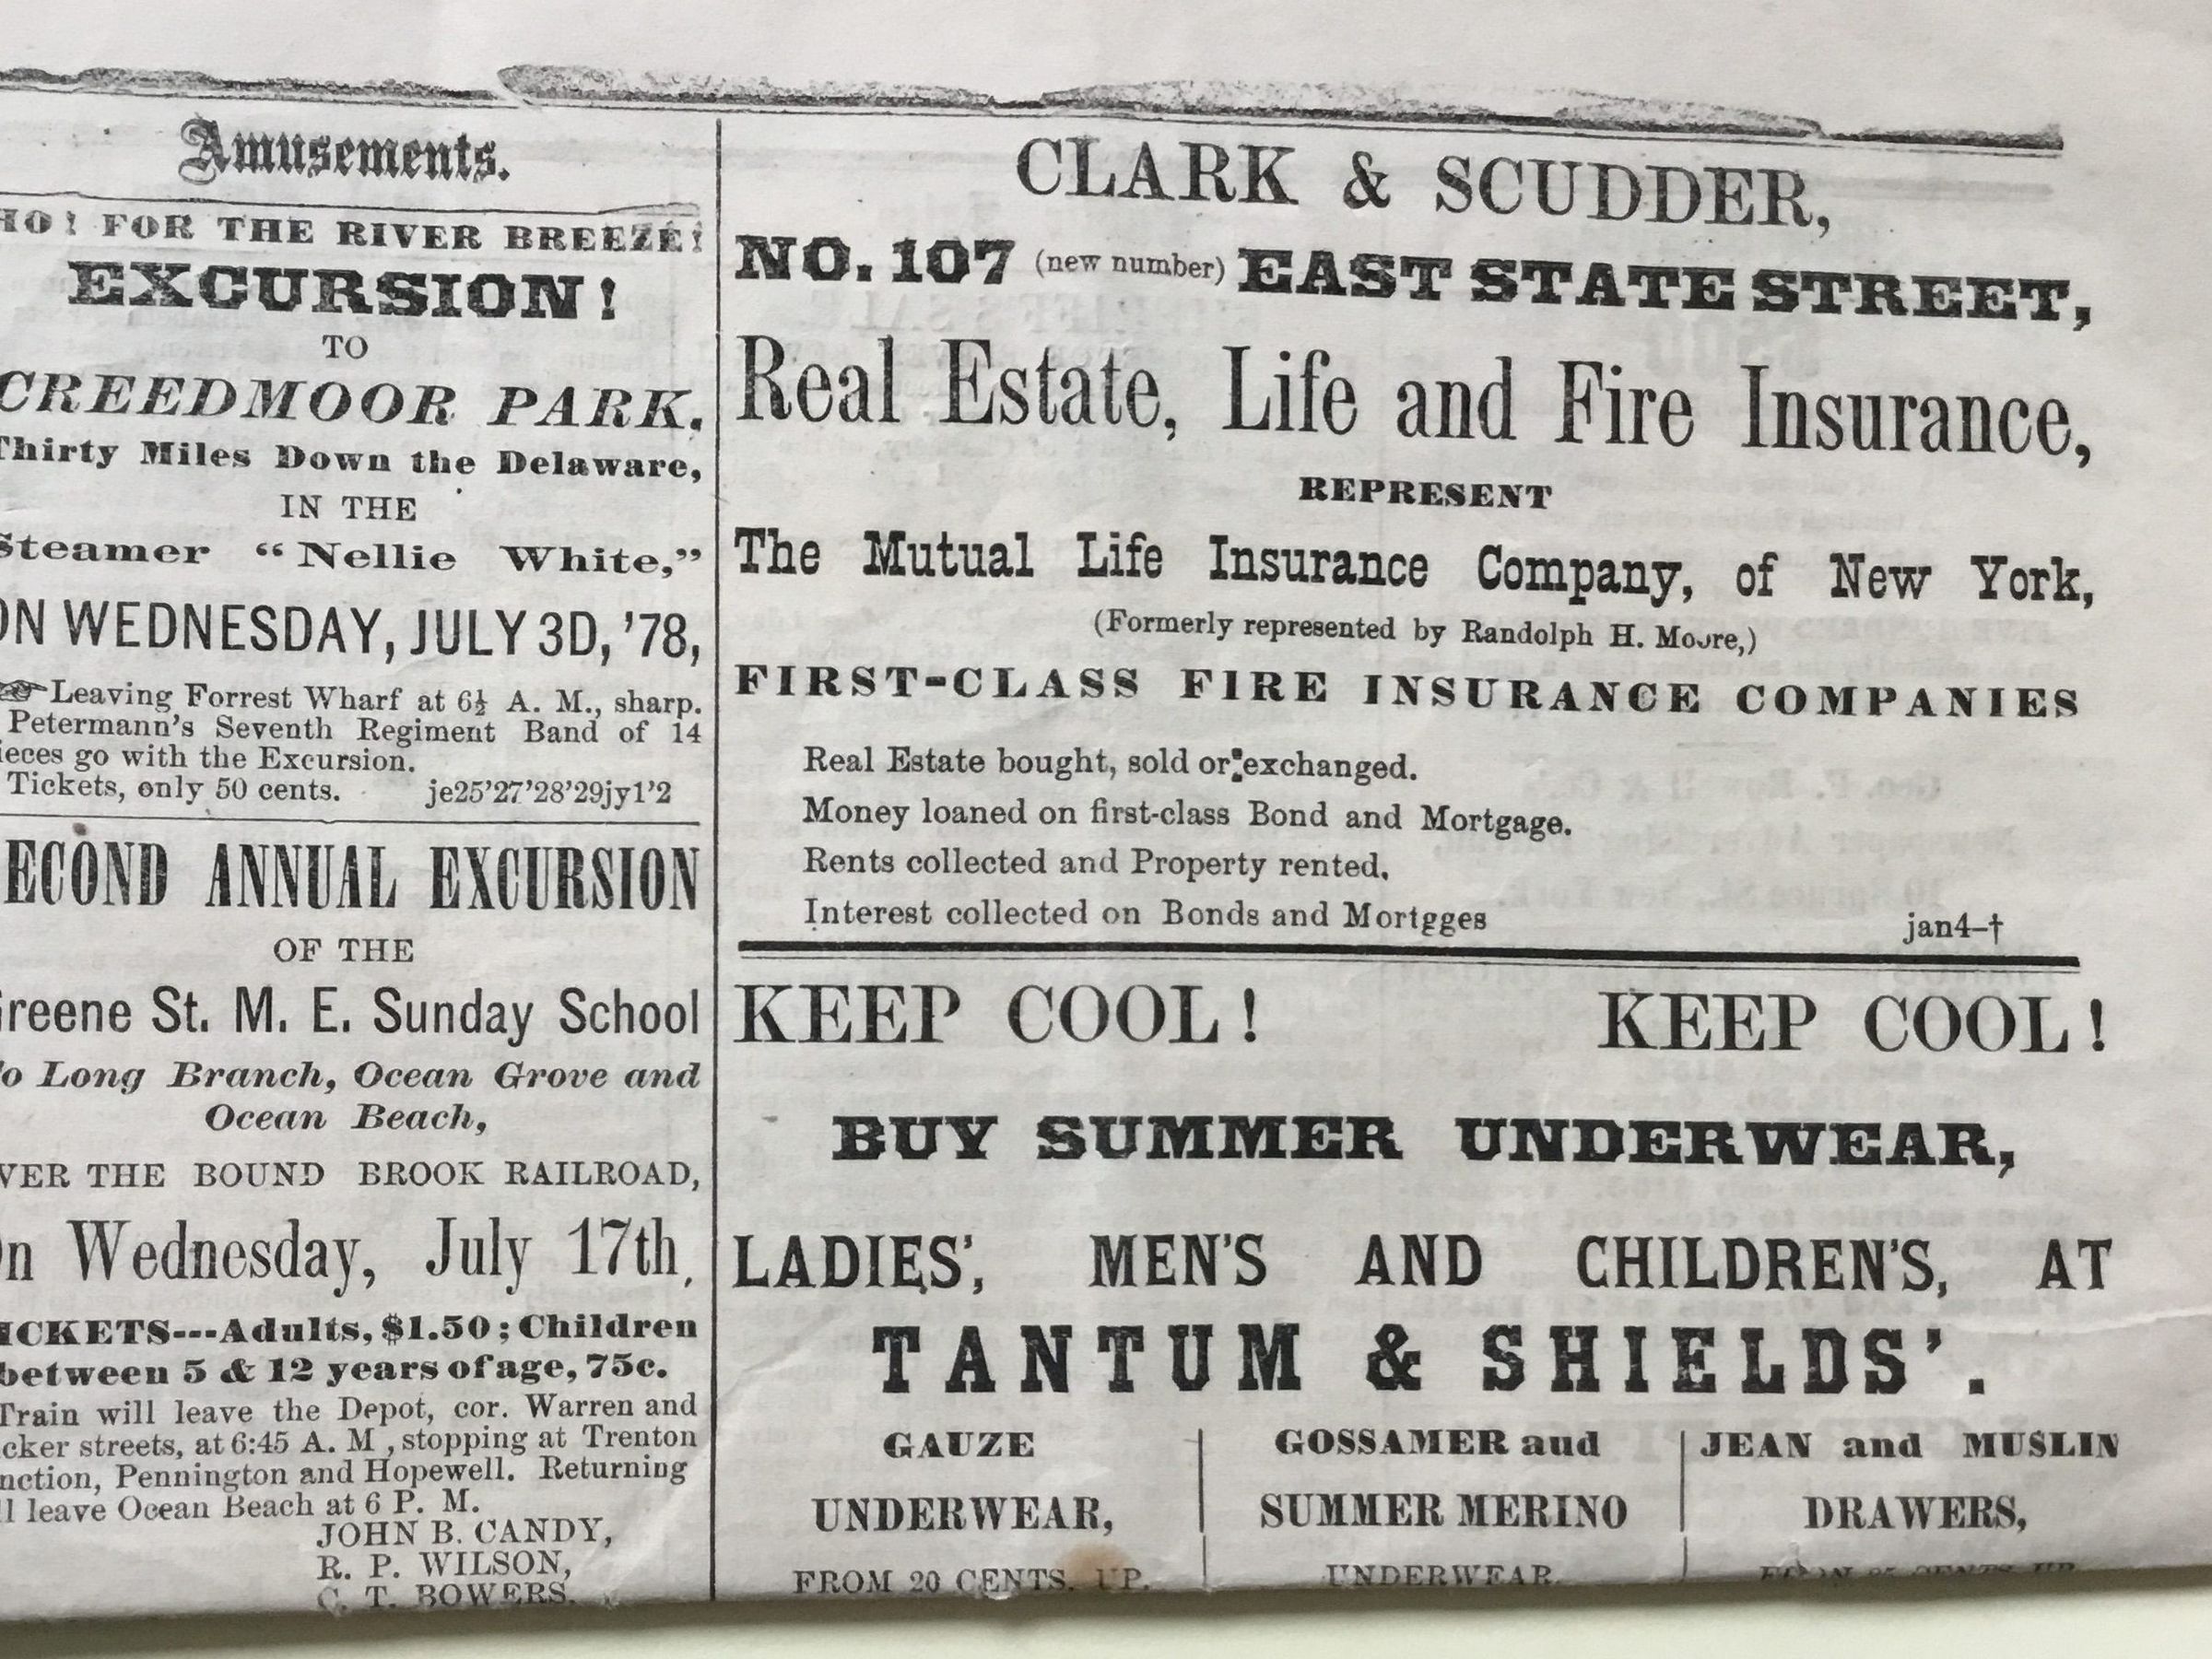 Amusements.
HO! FOR THE RIVER BREEZE!
EXCURSION!
TO
CREEDMOOR PARK.
Thirty Miles Down the Delaware,
IN THE
Steamer "Nellie White,"
ON WEDNESDAY, JULY 3D, '78,
☞Leaving Forrest Wharf at 6½ A. M., sharp.
Petermann's Seventh Regiment Band of 14
ieces go with the Excursion.
Tickets, only 50 cents. je25'27'28'29jy1'2
ECOND ANNUAL EXCURSION
OF THE
Greene St. M. E. Sunday School
To Long Branch, Ocean Grove and
Ocean Beach,
VER THE BOUND BROOK RAILROAD,
On Wednesday, July 17th,
ICKETS---Adults, $1.50; Children
between 5 & 12 years of age, 75c.
Train will leave the Depot, cor. Warren and
cker streets, at 6:45 A. M , stopping at Trenton
nction, Pennington and Hopewell. Returning
ll leave Ocean Beach at 6 P. M.
JOHN B. CANDY,
R. P. WILSON,
C. T. BOWERS.
CLARK & SCUDDER,
NO. 107 (new number) EAST STATE STREET,
Real Estate, Life and Fire Insurance,
REPRESENT
The Mutual Life Insurance Company, of New York,
(Formerly represented by Randolph H. Moore,)
FIRST-CLASS FIRE INSURANCE COMPANIES
Real Estate bought, sold or exchanged.
Money loaned on first-class Bond and Mortgage.
Rents collected and Property rented.
Interest collected on Bonds and Mortgges jan4-†
KEEP COOL! KEEP COOL!
BUY SUMMER UNDERWEAR,
LADIES', MEN'S AND CHILDREN'S, AT
TANTUM & SHIELDS'.
GAUZE
UNDERWEAR,
FROM 20 CENTS. UP.
GOSSAMER aud
SUMMER MERINO
UNDERWEAR.
JEAN and MUSLIN
DRAWERS,